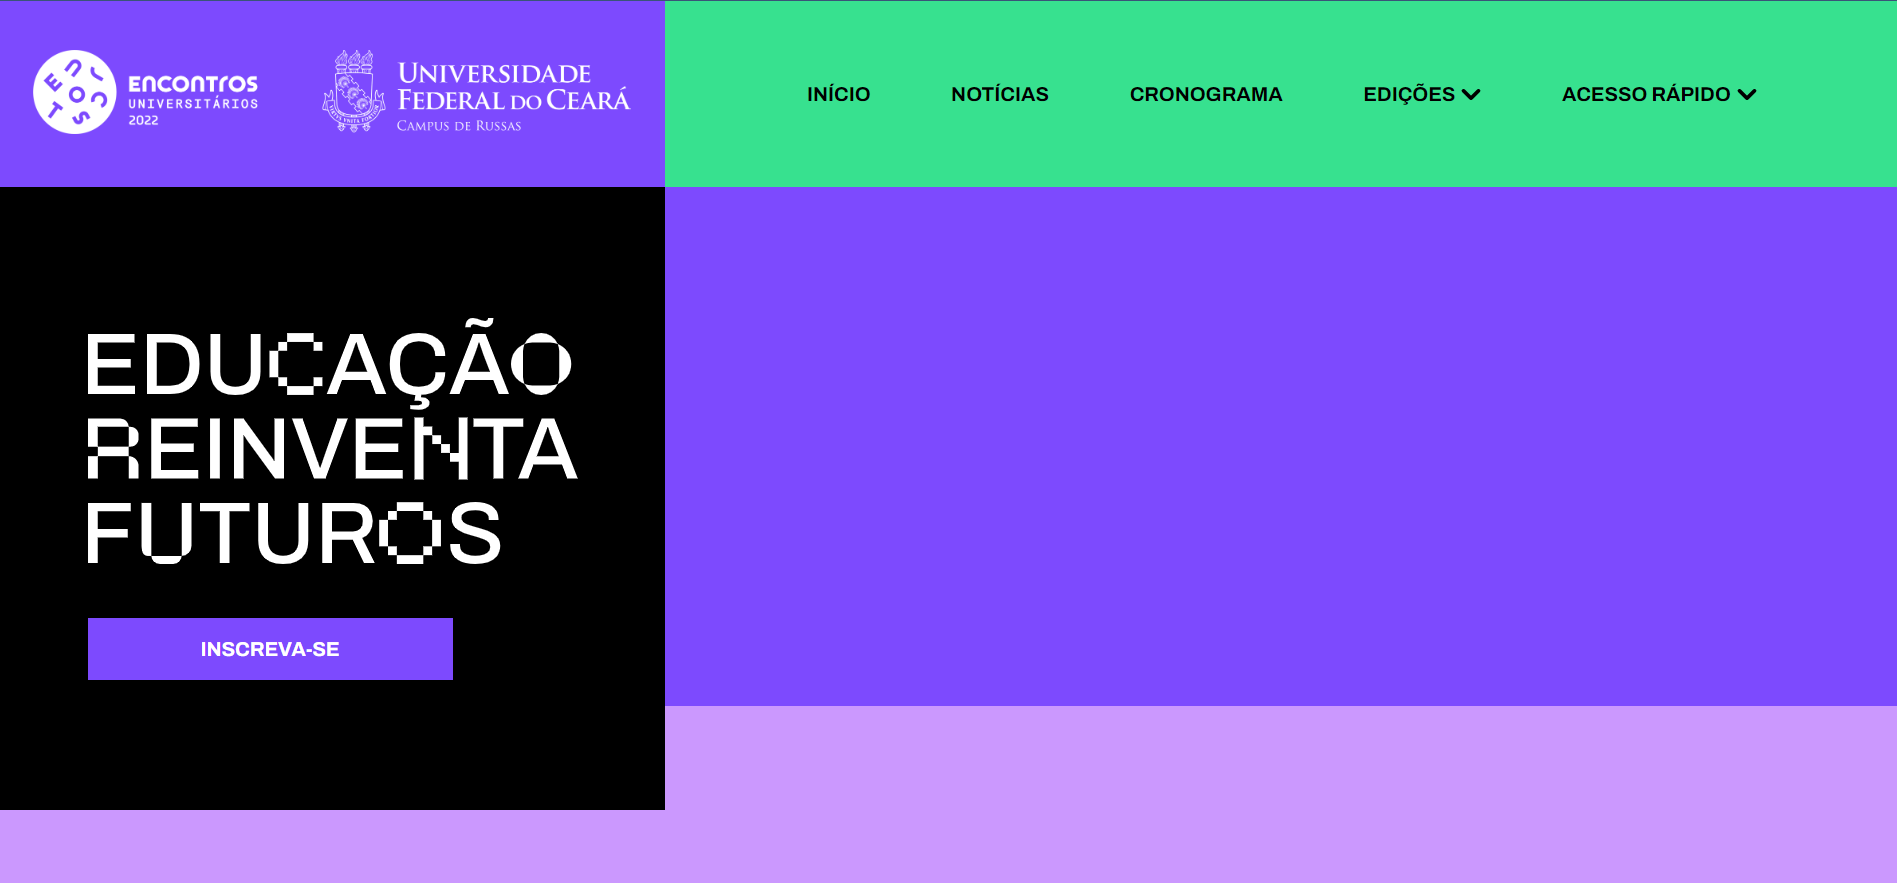 ENCONTROS
UNIVERSITÁRIOS
2022
UNIVERSIDADE
FEDERAL DO CEARÁ
CAMPUS DE RUSSAS
INÍCIO
NOTÍCIAS
CRONOGRAMA
EDIÇÕES
ACESSO RÁPIDO
EDUCAÇÃO
REINVENTA
FUTUROS
INSCREVA-SE